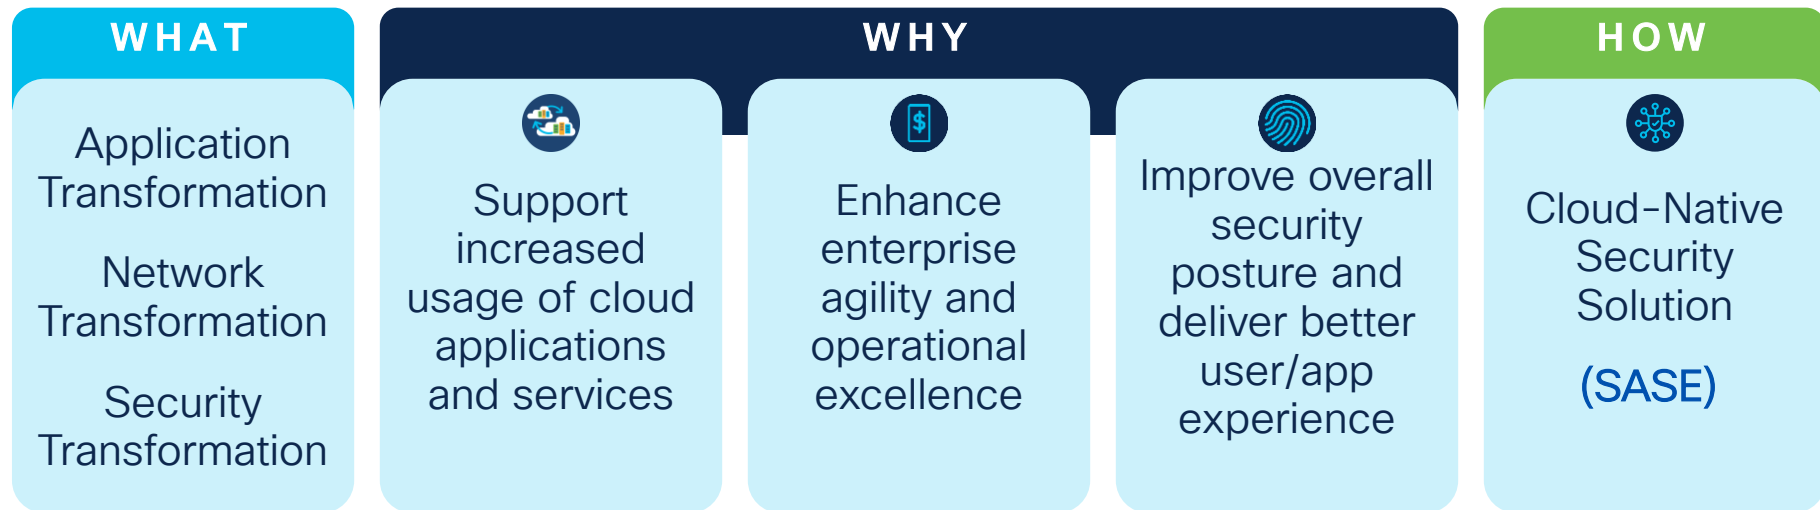 WHAT
Application
Transformation
Network
Transformation
Security
Transformation
WHY
$
Support
increased
usage of cloud
applications
and services
Enhance
enterprise
agility and
operational
excellence
Improve overall
security
posture and
deliver better
user/app
experience
HOW
Cloud-Native
Security
Solution
(SASE)